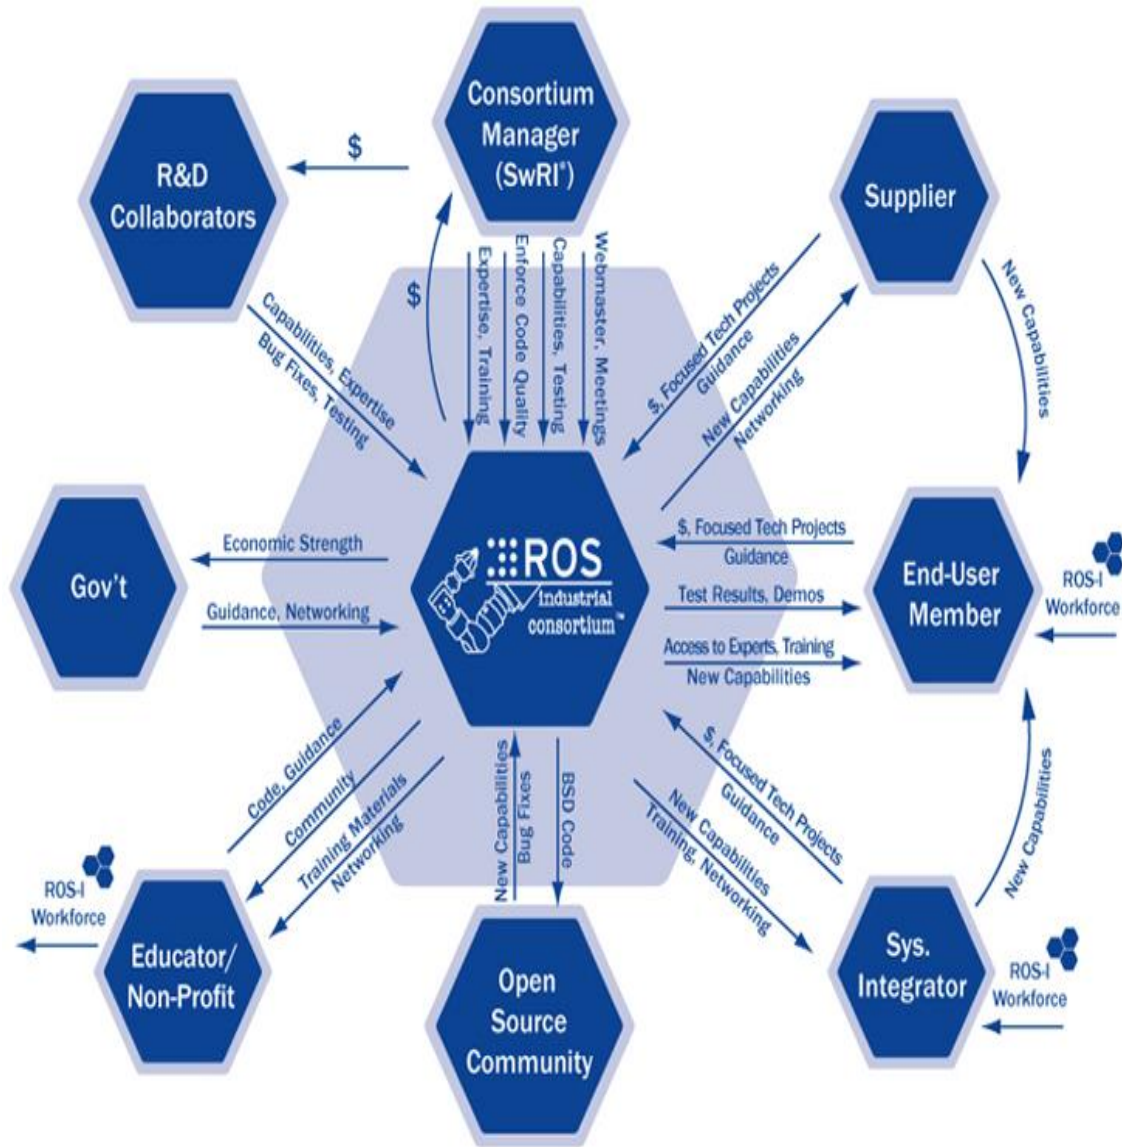 Consortium
Manager
(SwRI®)
R&D
Collaborators
$
Supplier
$
Expertise, Training
Enforce Code Quality
Capabilities, Testing
Webmaster, Meetings
Capabilities, Expertise
Bug Fixes, Testing
$, Focused Tech Projects
Guidance
New Capabilities
Networking
New Capabilities
Gov't
Economic Strength
Guidance, Networking
ROS
industrial
consortium™
$, Focused Tech Projects
Guidance
Test Results, Demos
Access to Experts, Training
New Capabilities
End-User
Member
ROS-I
Workforce
Code, Guidance
Community
Training Materials
Networking
New Capabilities
Bug Fixes
BSD Code
$, Focused Tech Projects
Guidance
New Capabilities
Training, Networking
New Capabilities
ROS-I
Workforce
Educator/
Non-Profit
Open
Source
Community
Sys.
Integrator
ROS-I
Workforce